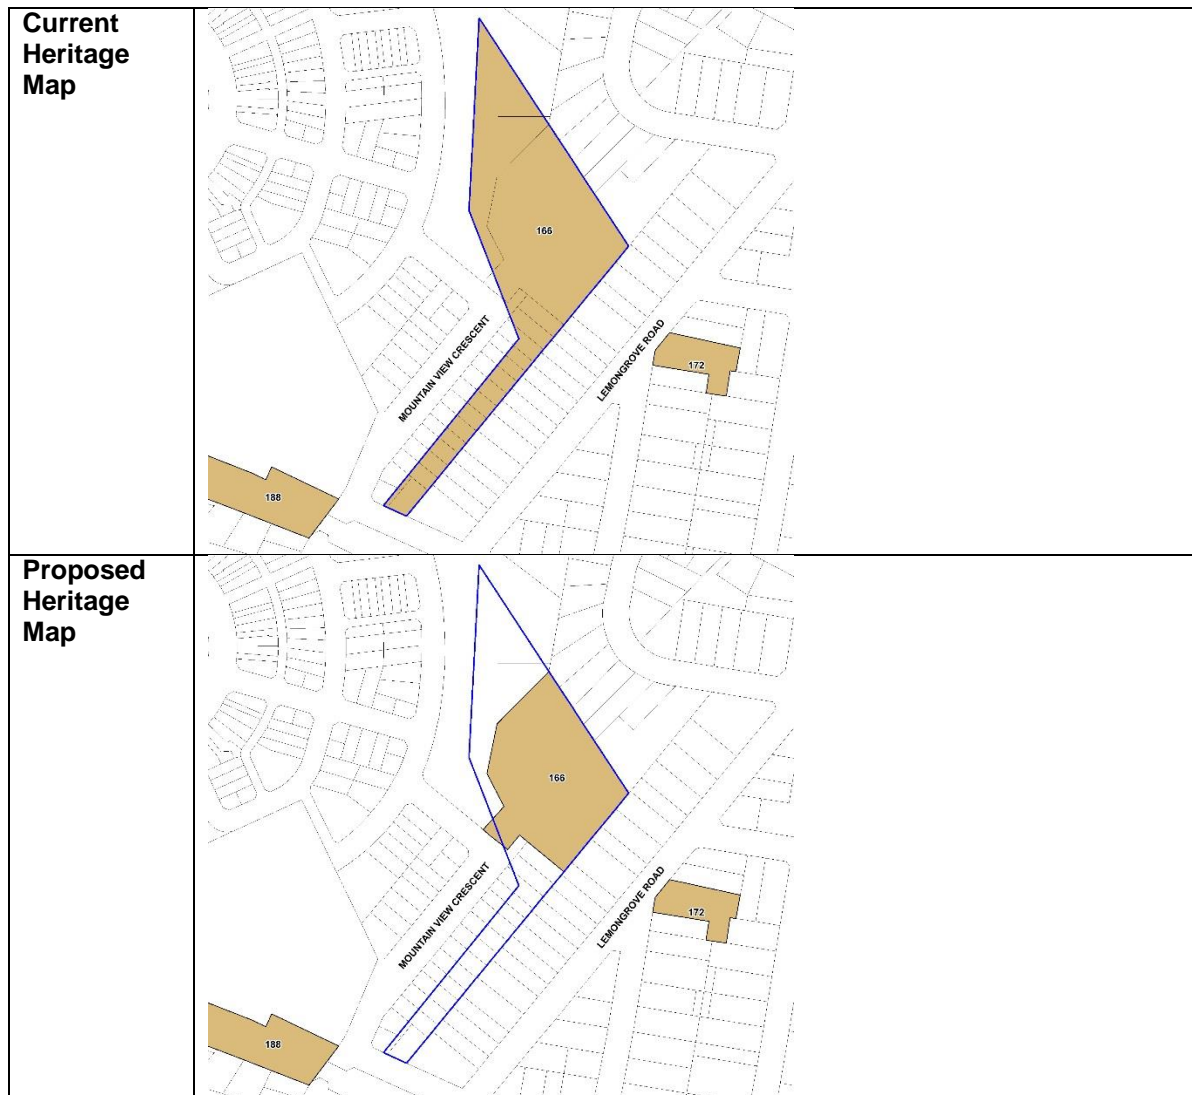 Current
Heritage
Map
166
MOUNTAIN VIEW CRESCENT
LEMONGROVE ROAD
172
188
Proposed
Heritage
Map
166
MOUNTAIN VIEW CRESCENT
LEMONGROVE ROAD
172
188